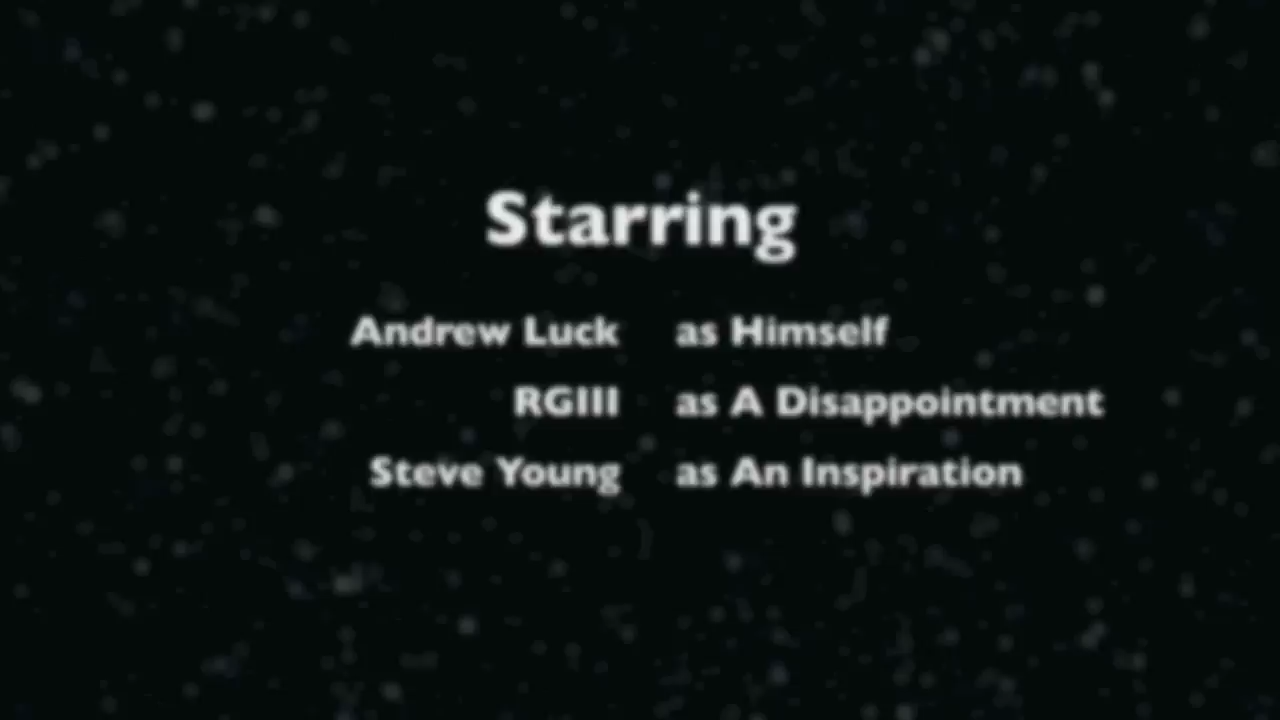 Starring
Andrew Luck as Himself
RGIII as A Disappointment
Steve Young as An Inspiration